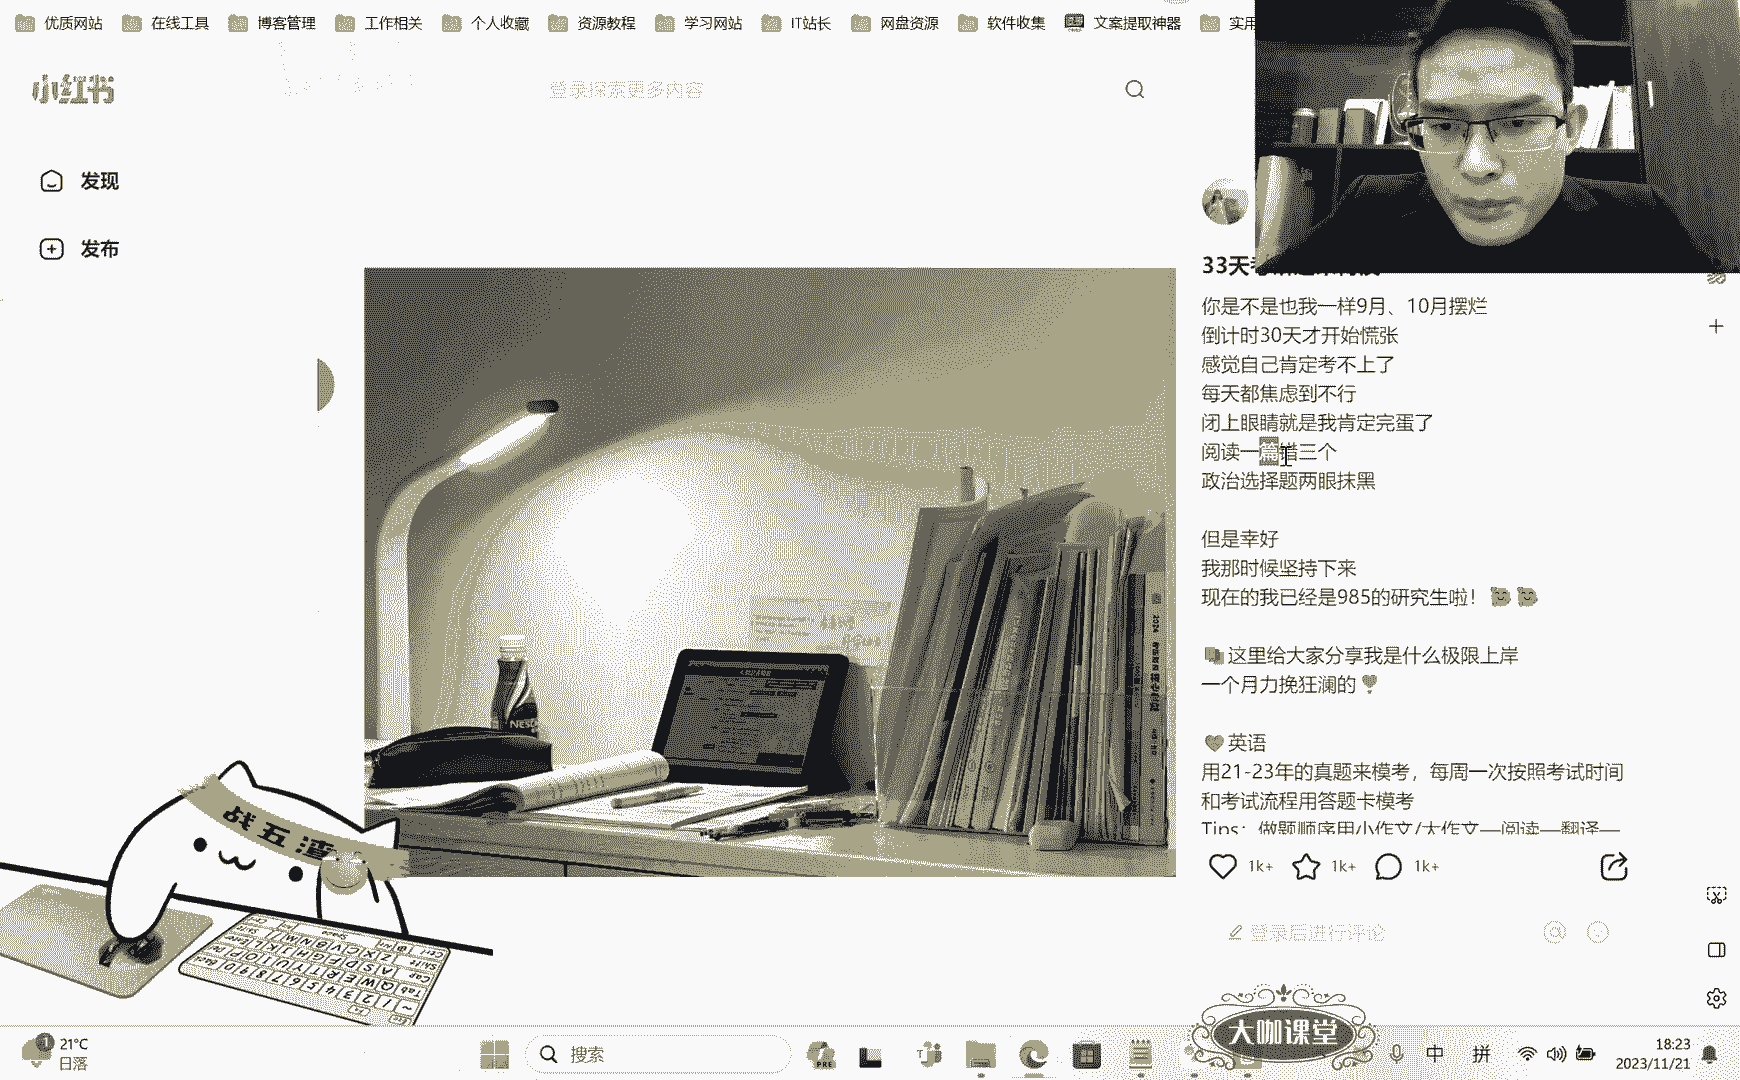 优质网站
在线工具
博客管理
工作相关
个人收藏
资源教程
学习网站
IT站长
网盘资源
软件收集
文案提取神器
实用
小红书
登录探索更多内容
发现
发布
33天
你是不是也我一样9月、10月摆烂
倒计时30天才开始慌张
感觉自己肯定考不上了
每天都焦虑到不行
闭上眼睛就是我肯定完蛋了
阅读一篇错三个
政治选择题两眼抹黑
但是幸好
我那时候坚持下来
现在的我已经是985的研究生啦！
这里给大家分享我是什么极限上岸
一个月力挽狂澜的
英语
用21-23年的真题来模考，每周一次按照考试时间
和考试流程用答题卡模考
Tips：做题顺序用小作文/大作文—阅读—翻译—
1k+
1k+
1k+
登录后进行评论
战五渣
大咖课堂
21°C
日落
搜索
PRE
中
拼
18:23
2023/11/21